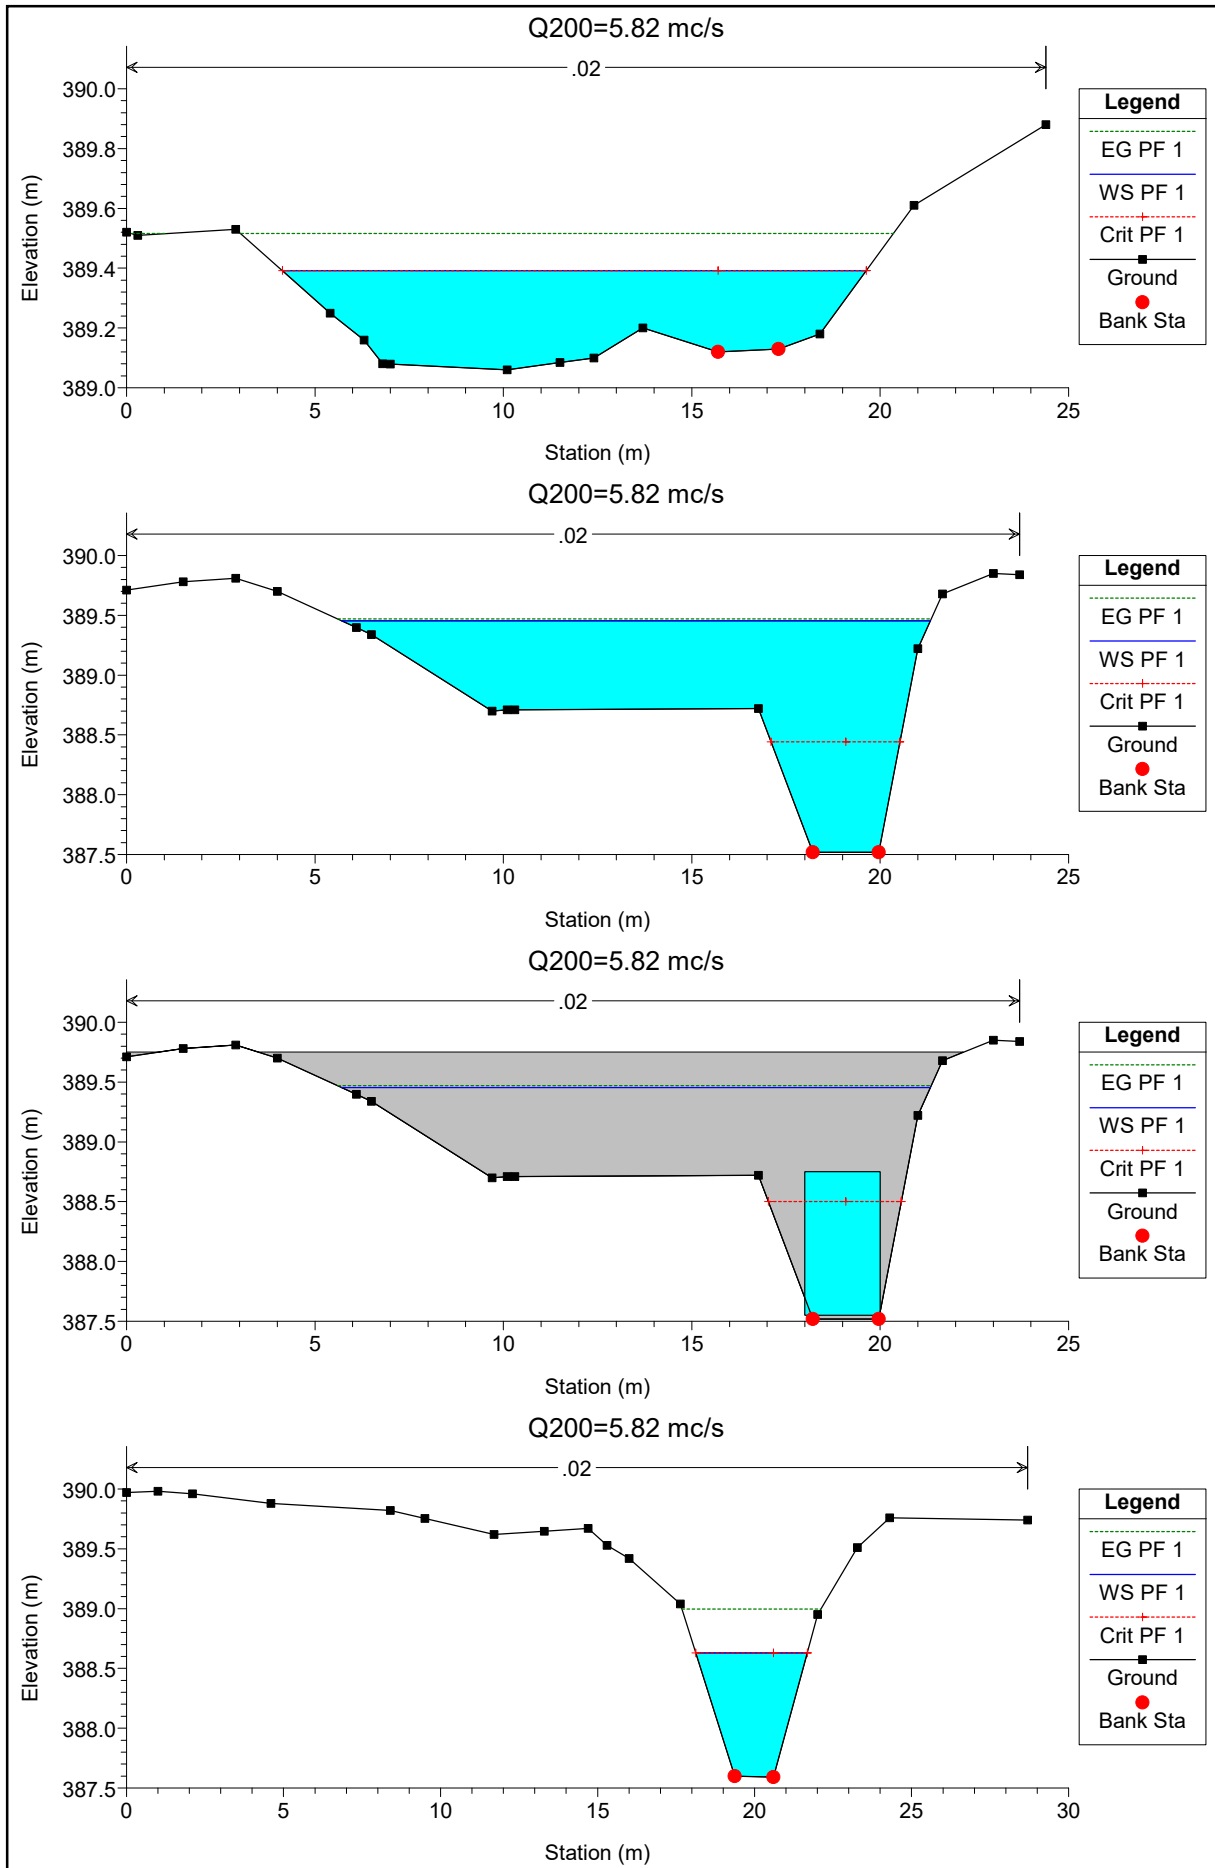 Q200=5.82 mc/s
.02
390.0
389.8
389.6
389.4
389.2
389.0
Elevation (m)
0 5 10 15 20 25
Station (m)
Legend
EG PF 1
WS PF 1
Crit PF 1
Ground
Bank Sta
Q200=5.82 mc/s
.02
390.0
389.5
389.0
388.5
388.0
387.5
Elevation (m)
0 5 10 15 20 25
Station (m)
Legend
EG PF 1
WS PF 1
Crit PF 1
Ground
Bank Sta
Q200=5.82 mc/s
.02
390.0
389.5
389.0
388.5
388.0
387.5
Elevation (m)
0 5 10 15 20 25
Station (m)
Legend
EG PF 1
WS PF 1
Crit PF 1
Ground
Bank Sta
Q200=5.82 mc/s
.02
390.0
389.5
389.0
388.5
388.0
387.5
Elevation (m)
0 5 10 15 20 25 30
Station (m)
Legend
EG PF 1
WS PF 1
Crit PF 1
Ground
Bank Sta